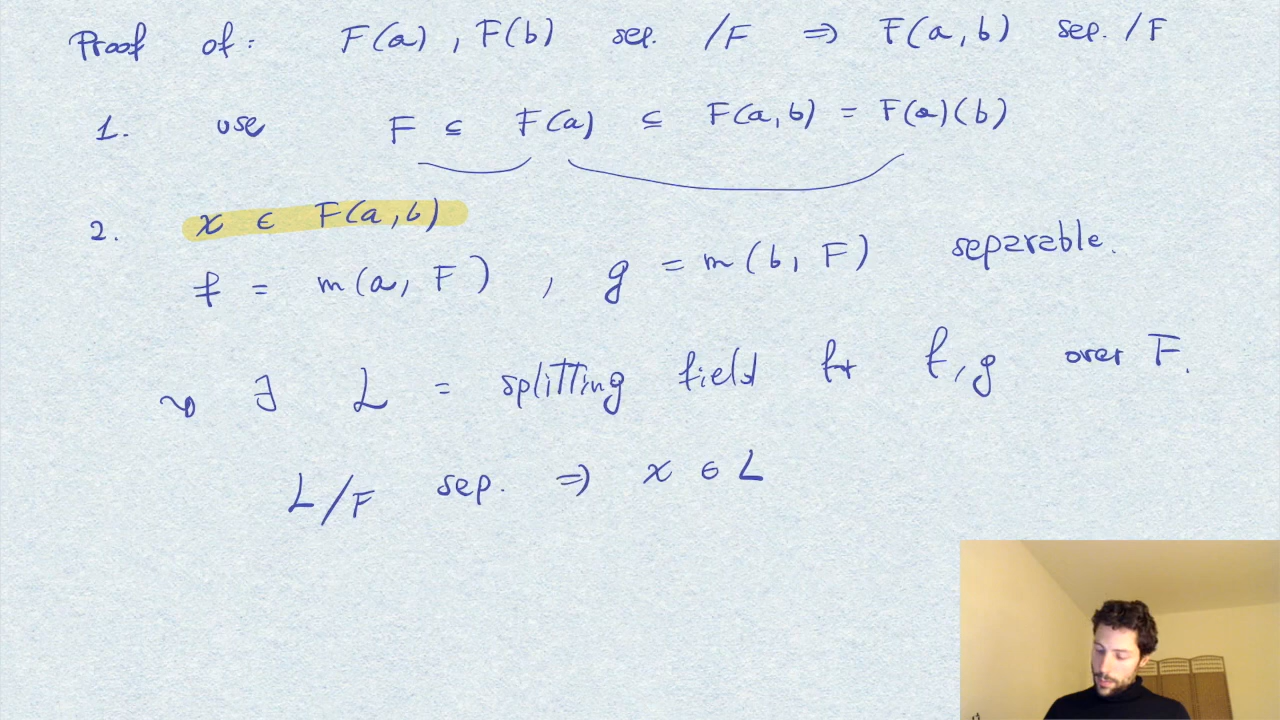 Proof of: F(a), F(b) sep. /F ⇒ F(a,b) sep. /F
1. use F ⊆ F(a) ⊆ F(a,b) = F(a)(b)
2. x ∈ F(a,b)
f = m(a, F), g = m(b, F) separable.
⇝ ∃ L = splitting field for f, g over F.
L/F sep. ⇒ x ∈ L